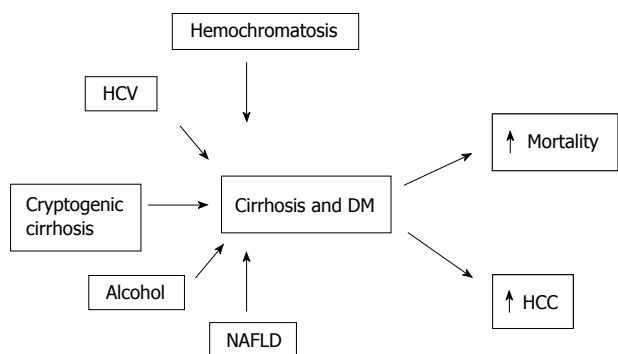 Hemochromatosis
HCV
↑ Mortality
Cryptogenic
cirrhosis
Cirrhosis and DM
Alcohol
↑ HCC
NAFLD